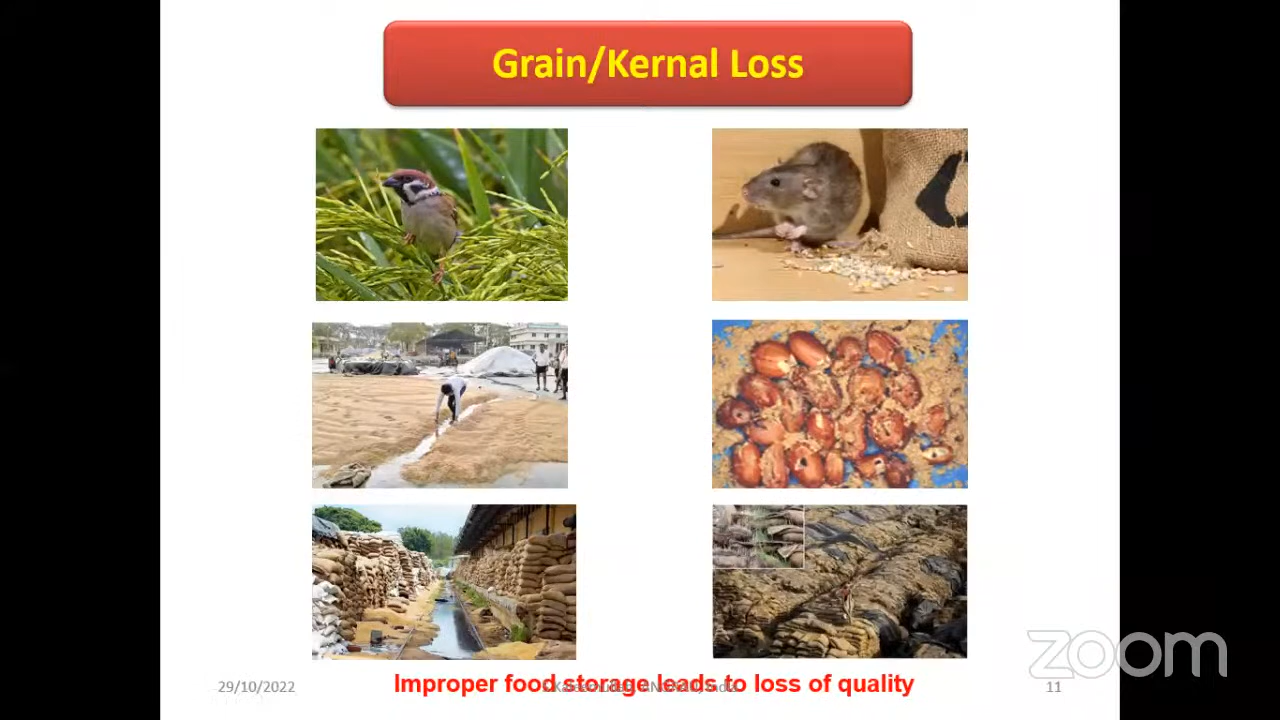 Grain/Kernal Loss
29/10/2022
Improper food storage leads to loss of quality
11
zoom